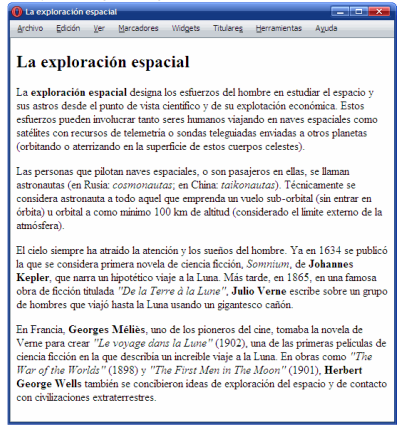 La exploración espacial
Archivo Edición Ver Marcadores Widgets Titulares Herramientas Ayuda
La exploración espacial
La exploración espacial designa los esfuerzos del hombre en estudiar el espacio y
sus astros desde el punto de vista científico y de su explotación económica. Estos
esfuerzos pueden involucrar tanto seres humanos viajando en naves espaciales como
satélites con recursos de telemetría o sondas teleguiadas enviadas a otros planetas
(orbitando o aterrizando en la superficie de estos cuerpos celestes).
Las personas que pilotan naves espaciales, o son pasajeros en ellas, se llaman
astronautas (en Rusia: cosmonautas; en China: taikonautas). Técnicamente se
considera astronauta a todo aquel que emprenda un vuelo sub-orbital (sin entrar en
órbita) u orbital a como mínimo 100 km de altitud (considerado el límite externo de la
atmósfera).
El cielo siempre ha atraído la atención y los sueños del hombre. Ya en 1634 se publicó
la que se considera primera novela de ciencia ficción, Somnium, de Johannes
Kepler, que narra un hipotético viaje a la Luna. Más tarde, en 1865, en una famosa
obra de ficción titulada "De la Terre à la Lune", Julio Verne escribe sobre un grupo
de hombres que viajó hasta la Luna usando un gigantesco cañón.
En Francia, Georges Méliès, uno de los pioneros del cine, tomaba la novela de
Verne para crear "Le voyage dans la Lune" (1902), una de las primeras películas de
ciencia ficción en la que describía un increíble viaje a la Luna. En obras como "The
War of the Worlds" (1898) y "The First Men in The Moon" (1901), Herbert
George Wells también se concibieron ideas de exploración del espacio y de contacto
con civilizaciones extraterrestres.